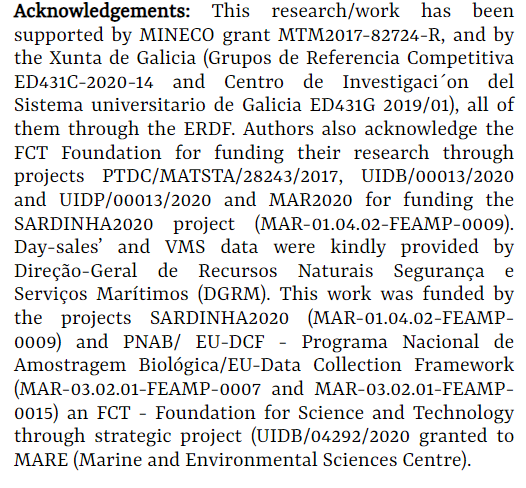 Acknowledgements: This research/work has been
supported by MINECO grant MTM2017-82724-R, and by
the Xunta de Galicia (Grupos de Referencia Competitiva
ED431C-2020-14 and Centro de Investigaci´on del
Sistema universitario de Galicia ED431G 2019/01), all of
them through the ERDF. Authors also acknowledge the
FCT Foundation for funding their research through
projects PTDC/MATSTA/28243/2017, UIDB/00013/2020
and UIDP/00013/2020 and MAR2020 for funding the
SARDINHA2020 project (MAR-01.04.02-FEAMP-0009).
Day-sales’ and VMS data were kindly provided by
Direção-Geral de Recursos Naturais Segurança e
Serviços Marítimos (DGRM). This work was funded by
the projects SARDINHA2020 (MAR-01.04.02-FEAMP-
0009) and PNAB/ EU-DCF - Programa Nacional de
Amostragem Biológica/EU-Data Collection Framework
(MAR-03.02.01-FEAMP-0007 and MAR-03.02.01-FEAMP-
0015) an FCT - Foundation for Science and Technology
through strategic project (UIDB/04292/2020 granted to
MARE (Marine and Environmental Sciences Centre).